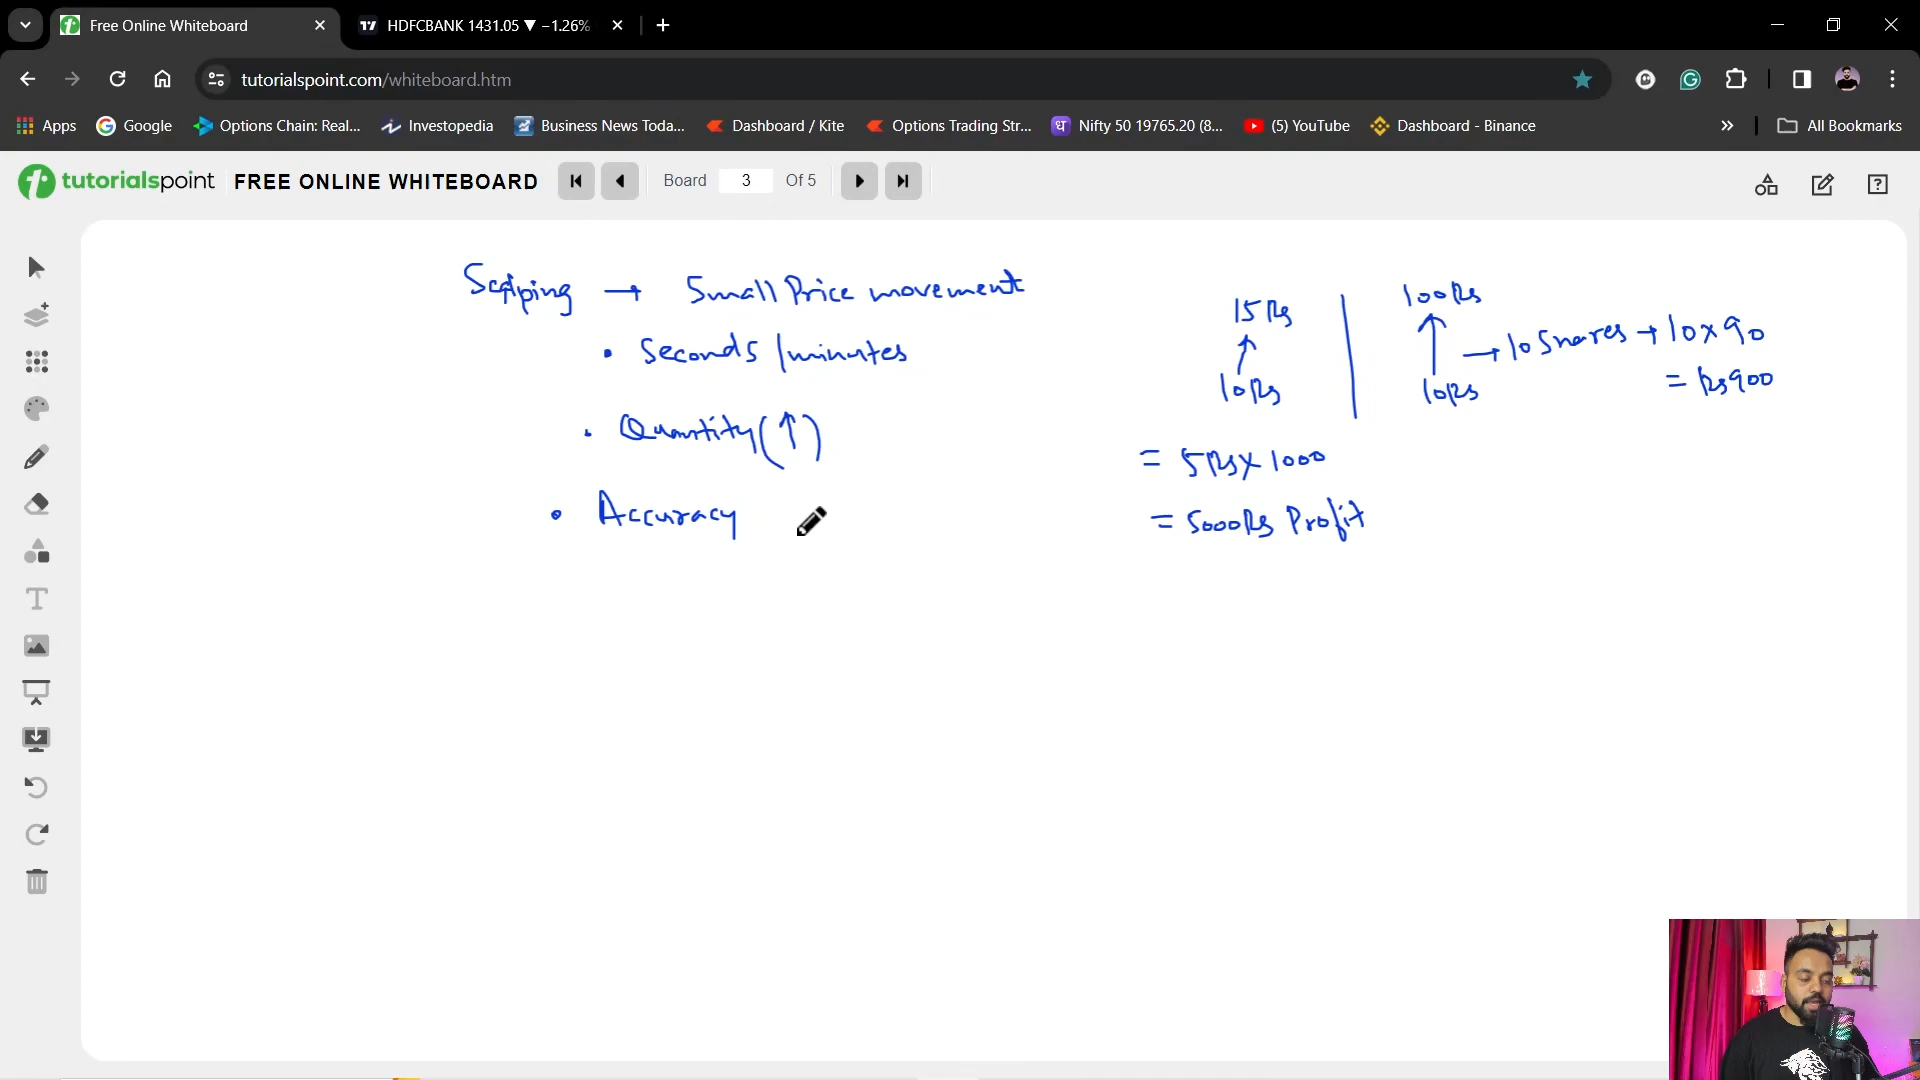 Free Online Whiteboard
HDFCBANK 1431.05 ▼ −1.26%
tutorialspoint.com/whiteboard.htm
Apps
Google
Options Chain: Real...
Investopedia
Business News Toda...
Dashboard / Kite
Options Trading Str...
Nifty 50 19765.20 (8...
(5) YouTube
Dashboard - Binance
All Bookmarks
tutorialspoint
FREE ONLINE WHITEBOARD
Board 3 Of 5
Scalping → Small Price movement
• Seconds / minutes
• Quantity (↑)
• Accuracy
15 Rs
↑
10 Rs
= 5 Rs x 1000
= 5000 Rs Profit
100 Rs
↑ → 10 Shares → 10 x 90
10 Rs
= Rs 900